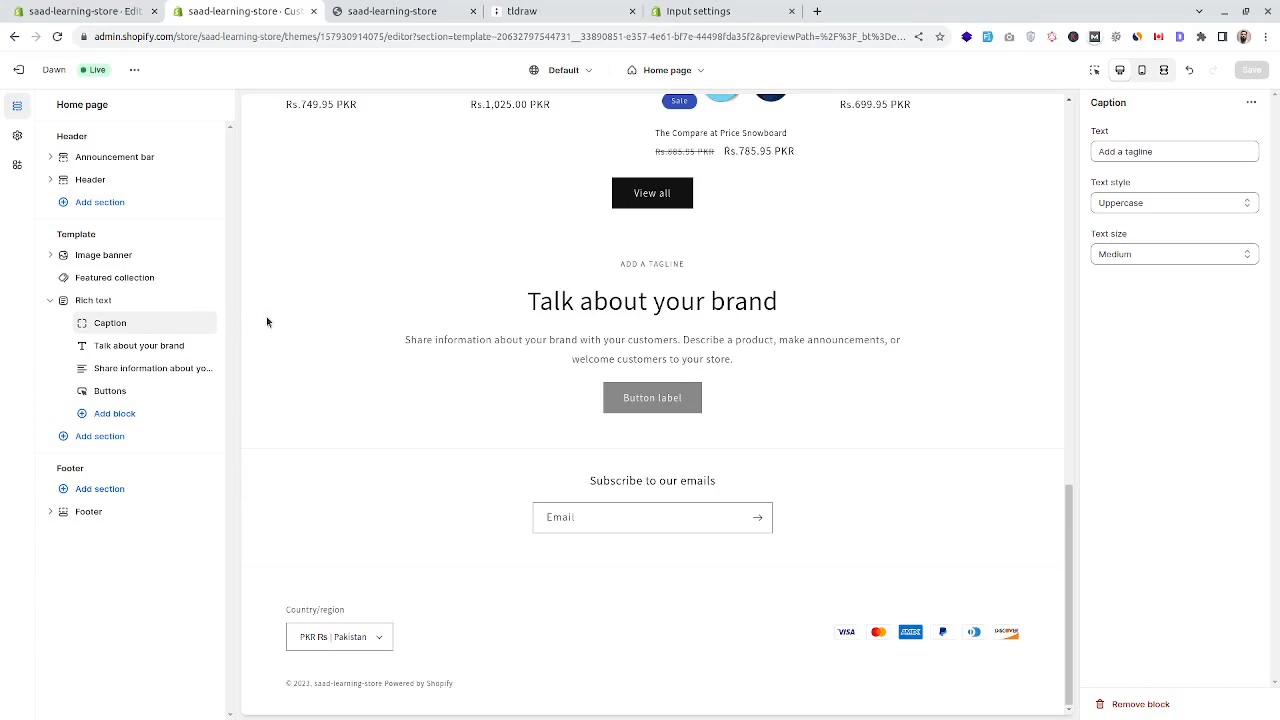 saad-learning-store · Edit
saad-learning-store · Cust
saad-learning-store
tldraw
Input settings
admin.shopify.com/store/saad-learning-store/themes/157930914075/editor?section=template--20632797544731__33890851-e357-4e61-bf7e-44498fda35f2&previewPath=%2F%3F_bt%3De...
Dawn
Live
Default
Home page
Save
Home page
Header
Announcement bar
Header
Add section
Template
Image banner
Featured collection
Rich text
Caption
Talk about your brand
Share information about yo...
Buttons
Add block
Add section
Footer
Add section
Footer
Rs.749.95 PKR
Rs.1,025.00 PKR
Sale
Rs.699.95 PKR
The Compare at Price Snowboard
Rs.885.95 PKR Rs.785.95 PKR
View all
ADD A TAGLINE
Talk about your brand
Share information about your brand with your customers. Describe a product, make announcements, or
welcome customers to your store.
Button label
Subscribe to our emails
Email
Country/region
PKR ₨ | Pakistan
VISA
AMEX
DISCOVER
© 2023, saad-learning-store Powered by Shopify
Caption
Text
Add a tagline
Text style
Uppercase
Text size
Medium
Remove block